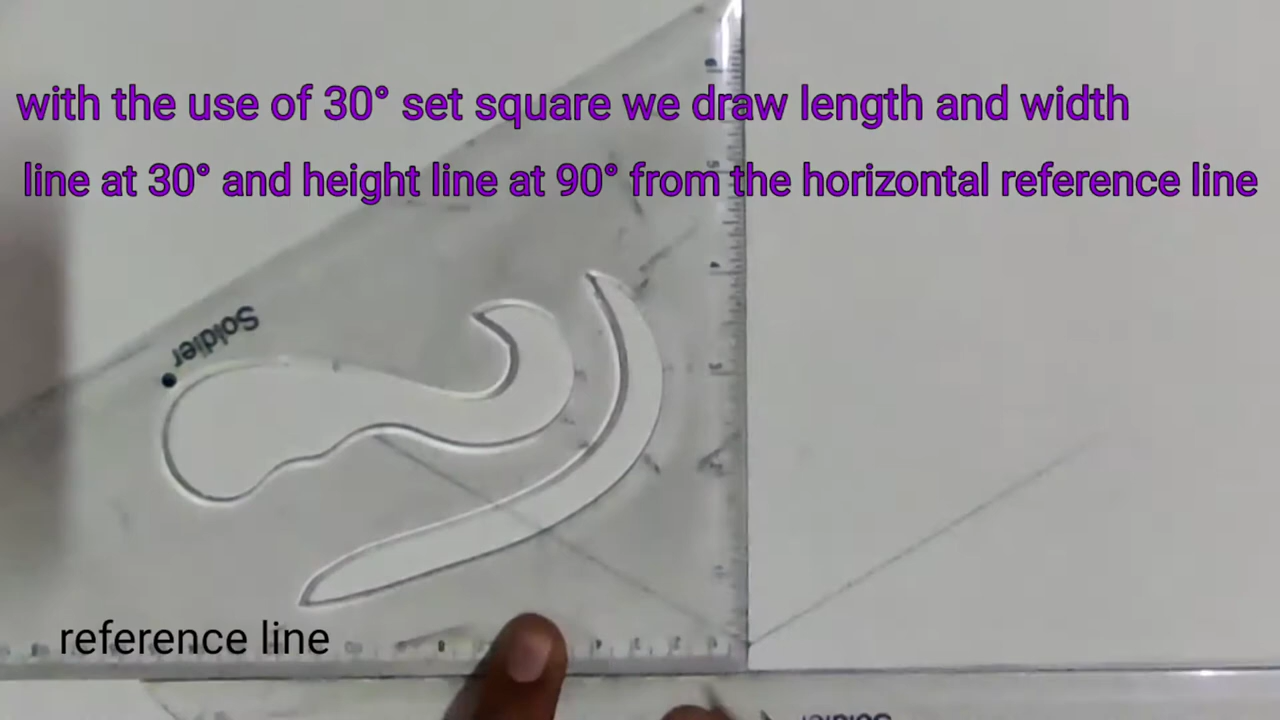 with the use of 30° set square we draw length and width
line at 30° and height line at 90° from the horizontal reference line
Soldier
reference line
Soldier